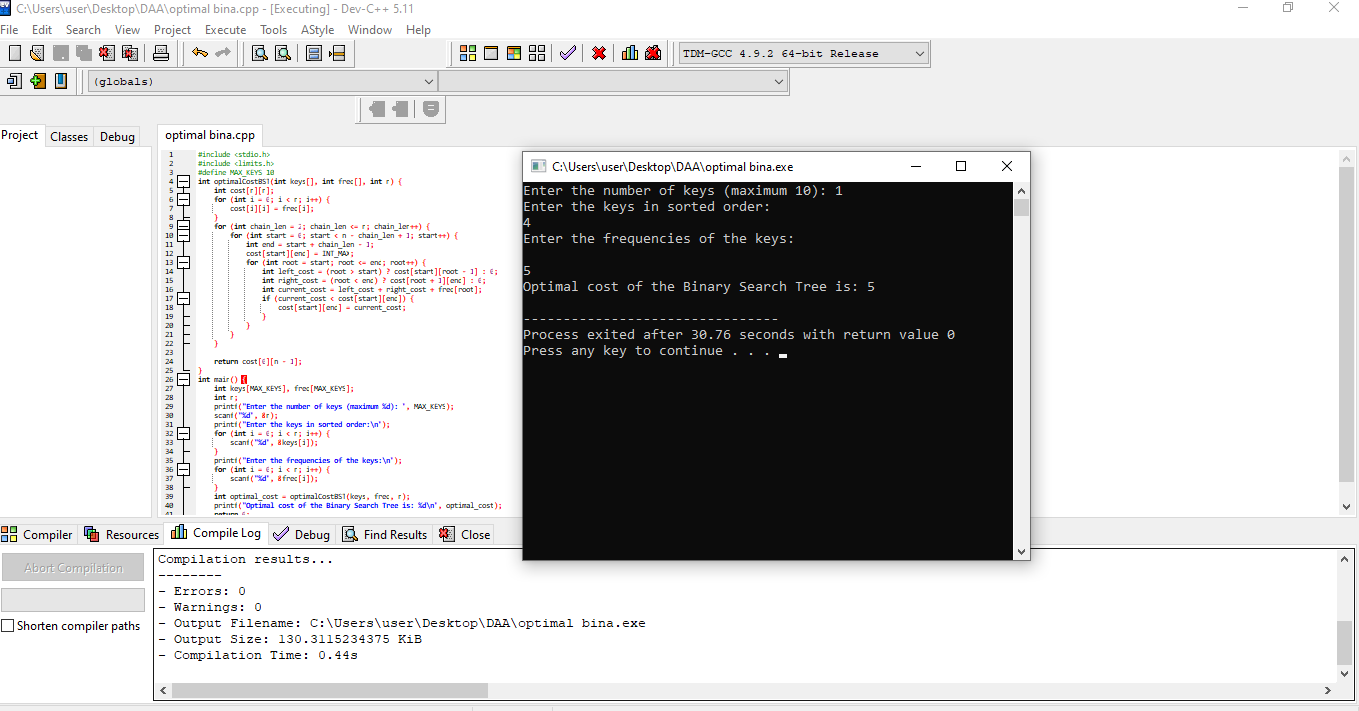 C:\Users\user\Desktop\DAA\optimal bina.cpp - [Executing] - Dev-C++ 5.11
File Edit Search View Project Execute Tools AStyle Window Help
TDM-GCC 4.9.2 64-bit Release
(globals)
Project Classes Debug
optimal bina.cpp
1 #include <stdio.h>
2 #include <limits.h>
3 #define MAX_KEYS 10
4 int optimalCostBST(int keys[], int freq[], int r) {
5 int cost[r][r];
6 for (int i = 0; i < r; i++) {
7 cost[i][i] = freq[i];
8 }
9 for (int chain_len = 2; chain_len <= r; chain_len++) {
10 for (int start = 0; start < n - chain_len + 1; start++) {
11 int end = start + chain_len - 1;
12 cost[start][end] = INT_MAX;
13 for (int root = start; root <= end; root++) {
14 int left_cost = (root > start) ? cost[start][root - 1] : 0;
15 int right_cost = (root < end) ? cost[root + 1][end] : 0;
16 int current_cost = left_cost + right_cost + freq[root];
17 if (current_cost < cost[start][end]) {
18 cost[start][end] = current_cost;
19 }
20 }
21 }
22 }
23
24 return cost[0][n - 1];
25 }
26 int main() {
27 int keys[MAX_KEYS], freq[MAX_KEYS];
28 int r;
29 printf("Enter the number of keys (maximum %d): ", MAX_KEYS);
30 scanf("%d", &r);
31 printf("Enter the keys in sorted order:\n");
32 for (int i = 0; i < r; i++) {
33 scanf("%d", &keys[i]);
34 }
35 printf("Enter the frequencies of the keys:\n");
36 for (int i = 0; i < r; i++) {
37 scanf("%d", &freq[i]);
38 }
39 int optimal_cost = optimalCostBST(keys, freq, r);
40 printf("Optimal cost of the Binary Search Tree is: %d\n", optimal_cost);
41 return 0;
C:\Users\user\Desktop\DAA\optimal bina.exe
Enter the number of keys (maximum 10): 1
Enter the keys in sorted order:
4
Enter the frequencies of the keys:
5
Optimal cost of the Binary Search Tree is: 5
--------------------------------
Process exited after 30.76 seconds with return value 0
Press any key to continue . . .
Compiler Resources Compile Log Debug Find Results Close
Abort Compilation
Shorten compiler paths
Compilation results...
--------
- Errors: 0
- Warnings: 0
- Output Filename: C:\Users\user\Desktop\DAA\optimal bina.exe
- Output Size: 130.3115234375 KiB
- Compilation Time: 0.44s